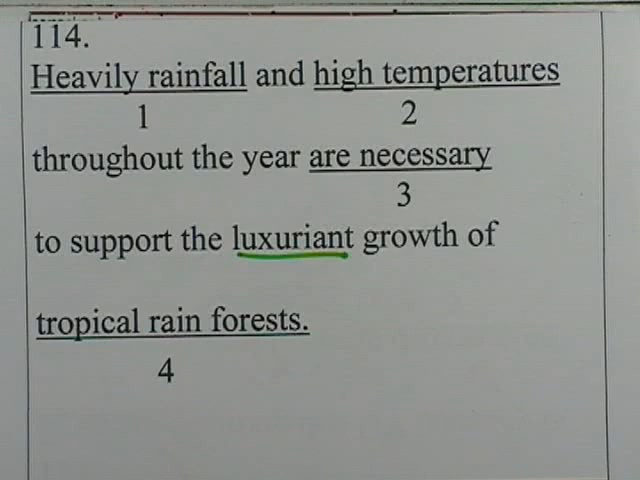 114.
Heavily rainfall and high temperatures
1 2
throughout the year are necessary
3
to support the luxuriant growth of
tropical rain forests.
4